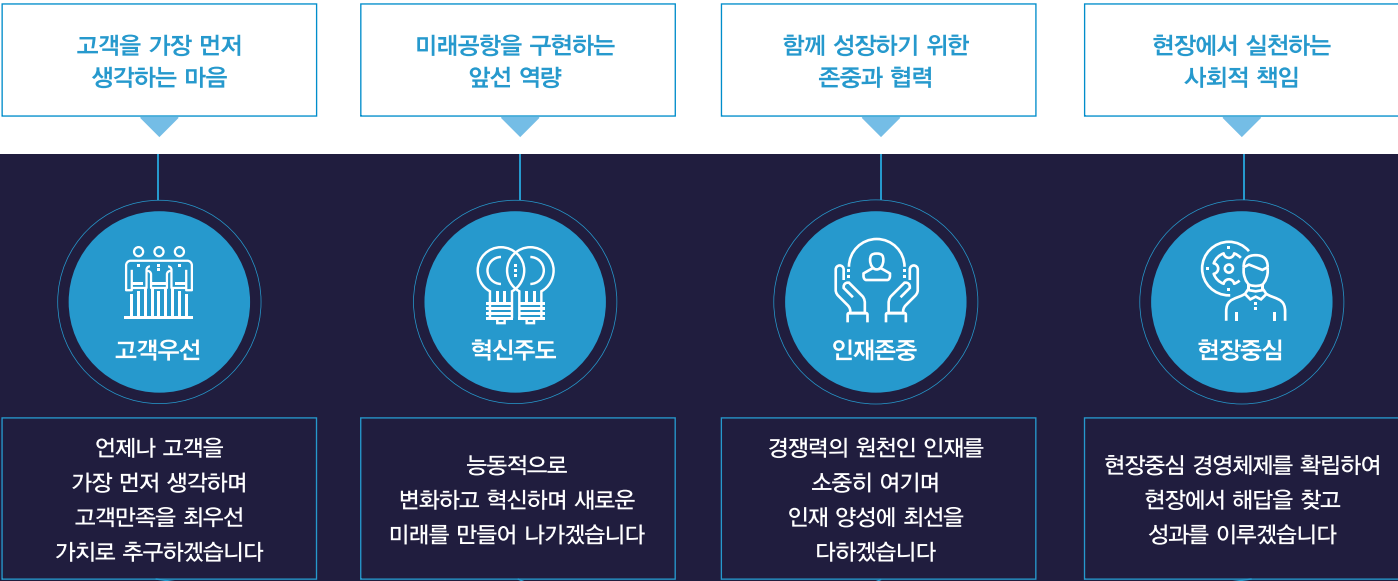 고객을 가장 먼저
생각하는 마음
미래공항을 구현하는
앞선 역량
함께 성장하기 위한
존중과 협력
현장에서 실천하는
사회적 책임
고객우선
혁신주도
인재존중
현장중심
언제나 고객을
가장 먼저 생각하며
고객만족을 최우선
가치로 추구하겠습니다
능동적으로
변화하고 혁신하며 새로운
미래를 만들어 나가겠습니다
경쟁력의 원천인 인재를
소중히 여기며
인재 양성에 최선을
다하겠습니다
현장중심 경영체제를 확립하여
현장에서 해답을 찾고
성과를 이루겠습니다